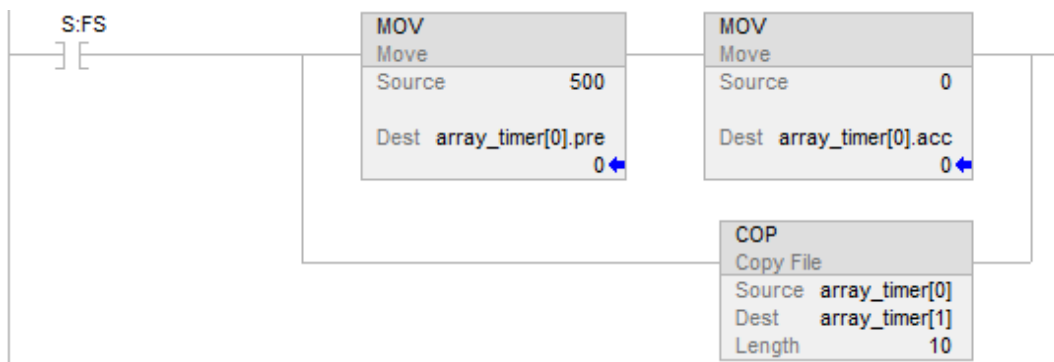 S:FS
MOV
Move
Source 500
Dest array_timer[0].pre
0
MOV
Move
Source 0
Dest array_timer[0].acc
0
COP
Copy File
Source array_timer[0]
Dest array_timer[1]
Length 10